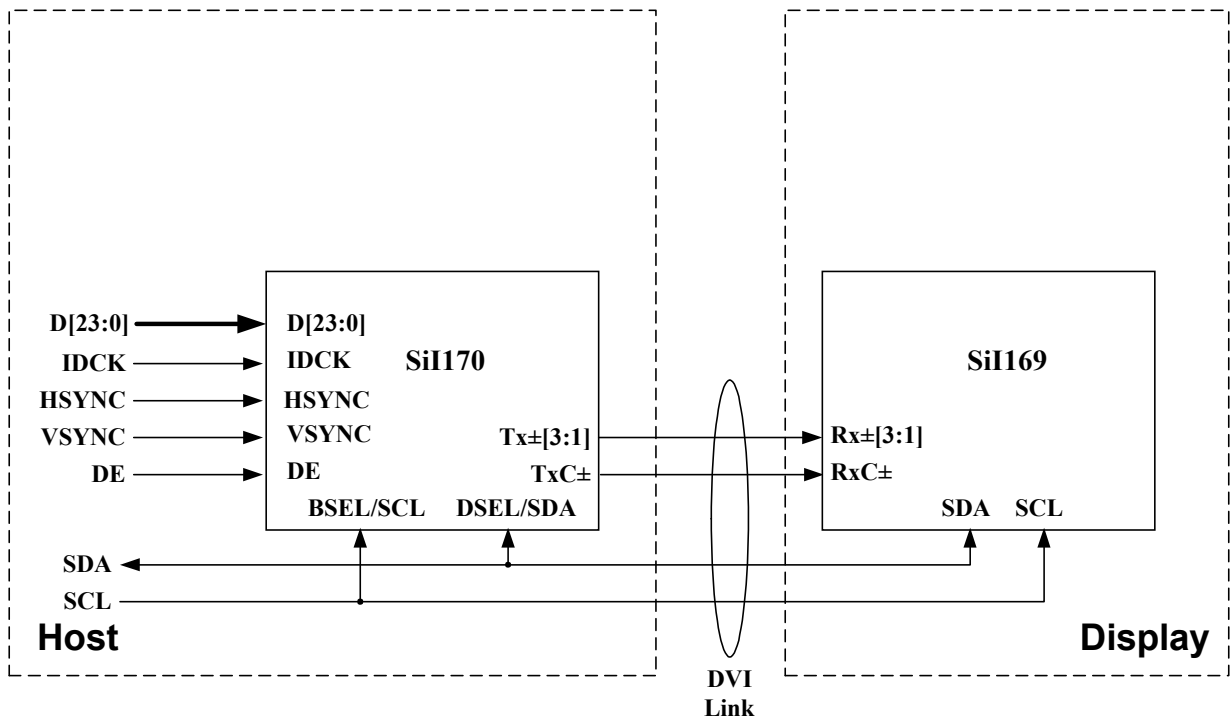 D[23:0] D[23:0]
IDCK IDCK SiI170 SiI169
HSYNC HSYNC
VSYNC VSYNC Tx±[3:1] Rx±[3:1]
DE DE TxC± RxC±
BSEL/SCL DSEL/SDA SDA SCL
SDA
SCL
Host Display
DVI
Link